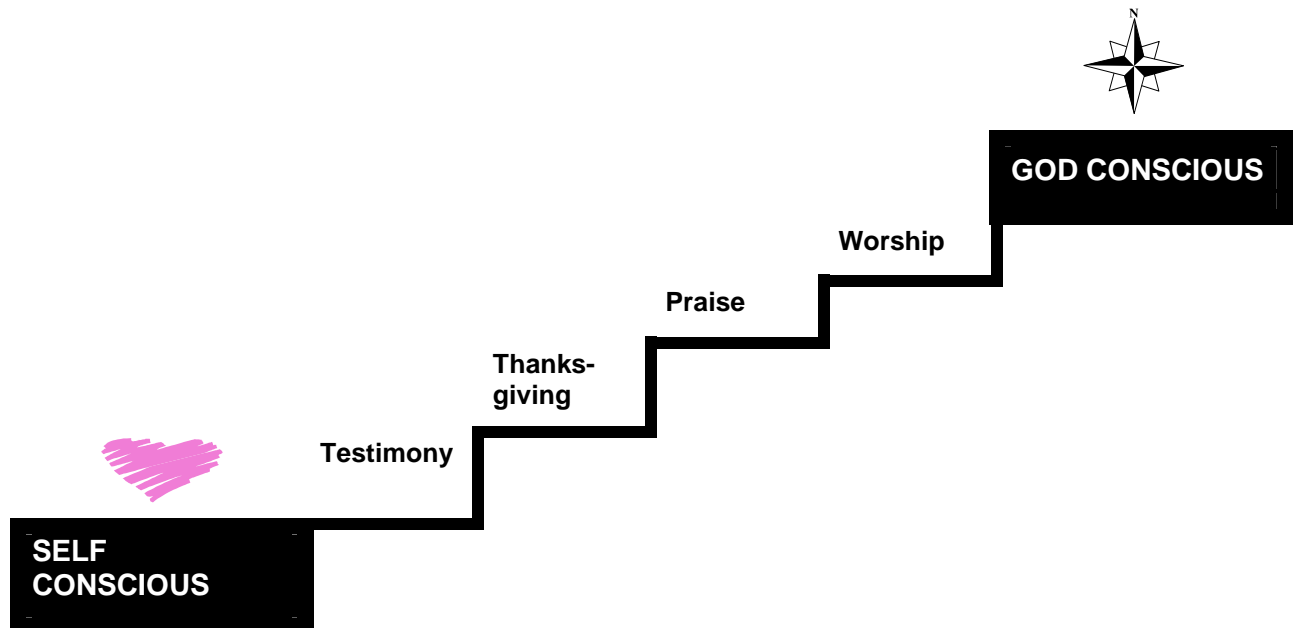 N
GOD CONSCIOUS
Worship
Praise
Thanks-
giving
Testimony
SELF
CONSCIOUS